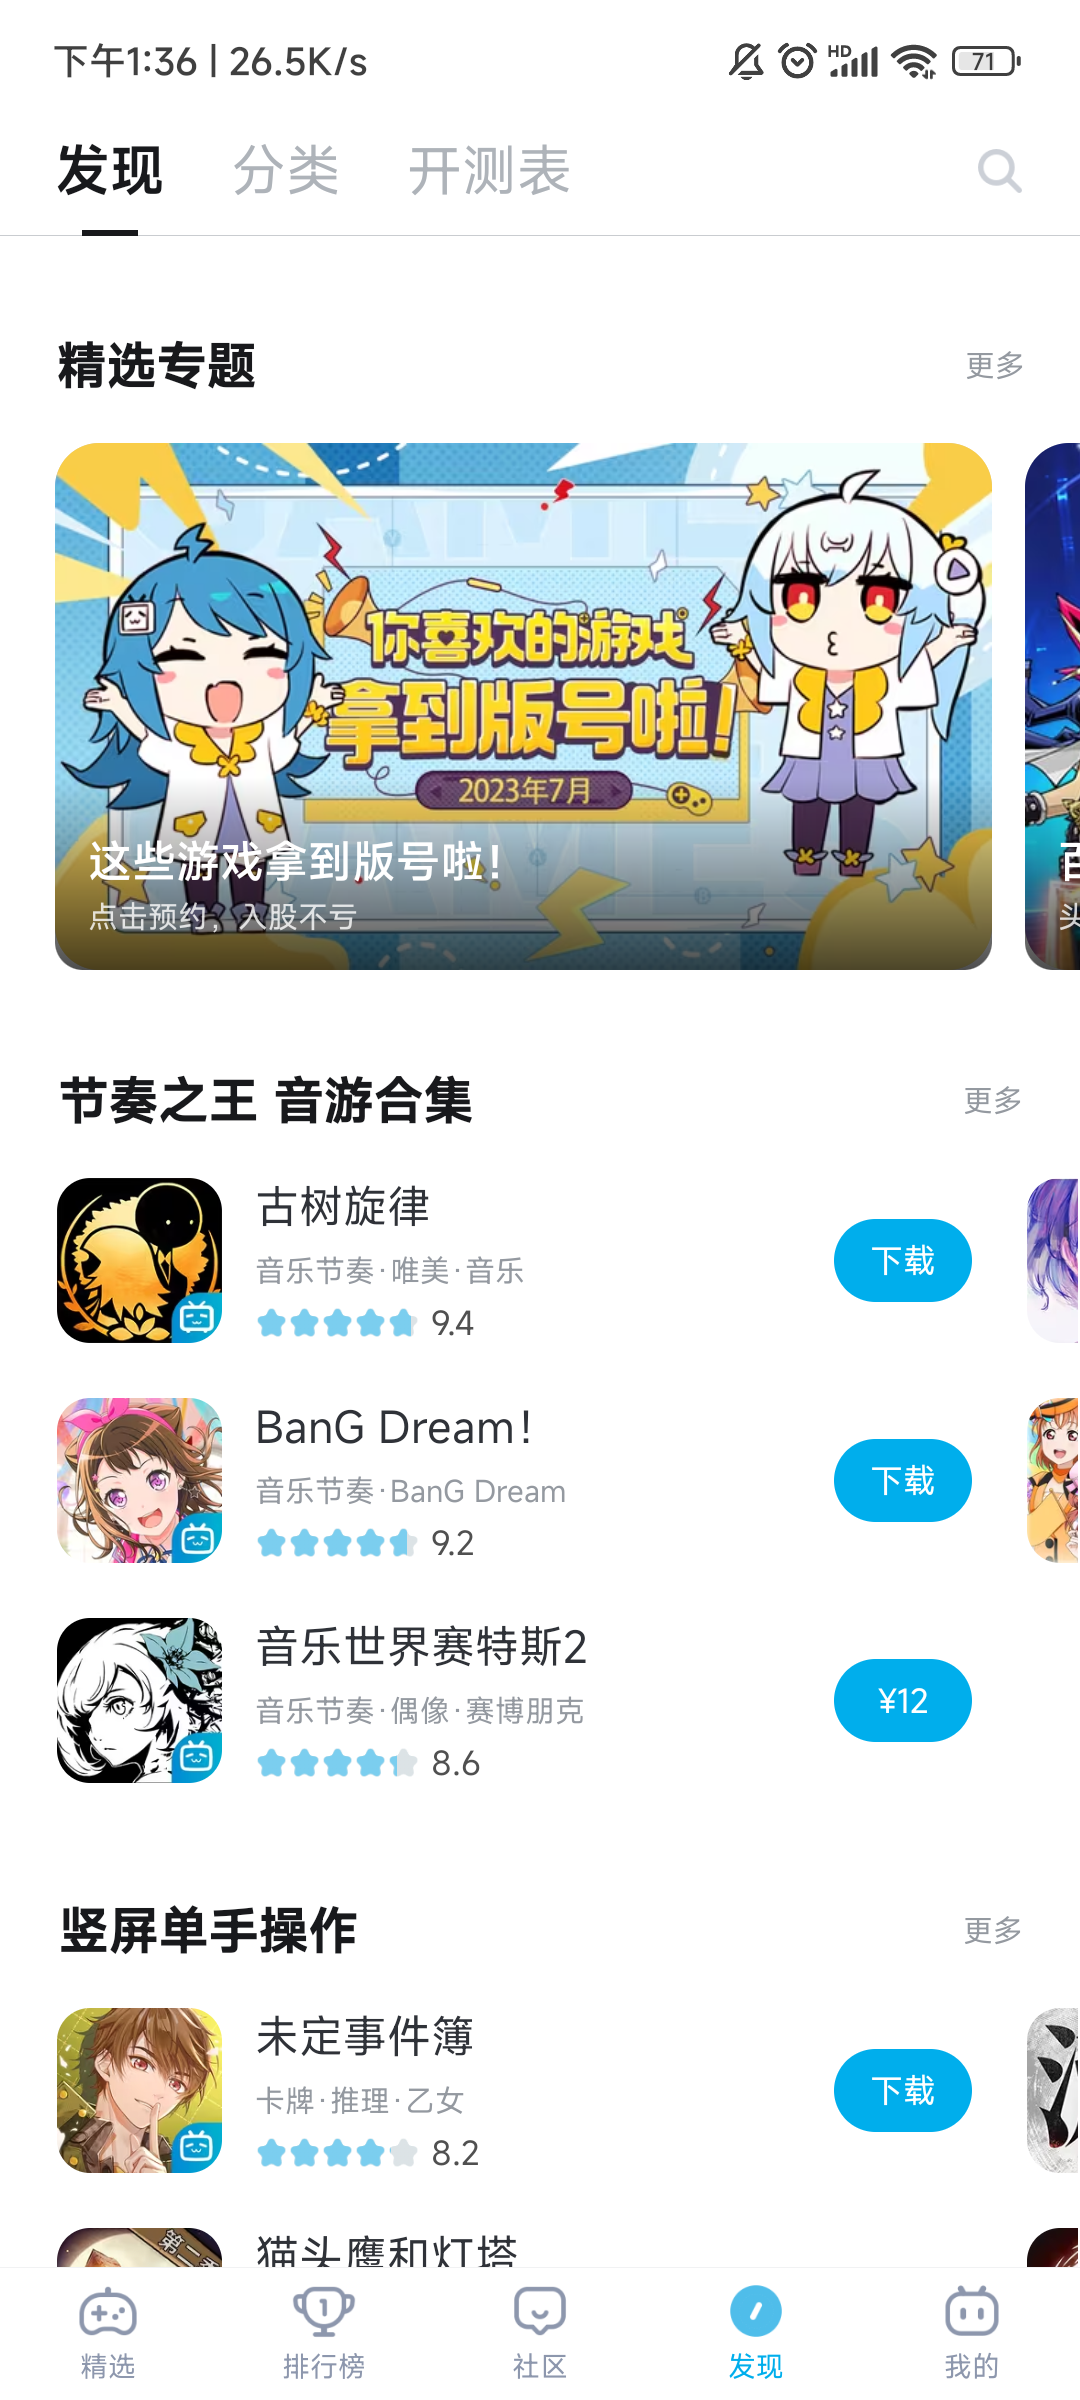 下午1:36 | 26.5K/s
HD
71
发现
分类
开测表
精选专题
更多
你喜欢的游戏
拿到版号啦!
2023年7月
这些游戏拿到版号啦!
点击预约，入股不亏
节奏之王 音游合集
更多
古树旋律
音乐节奏·唯美·音乐
9.4
下载
BanG Dream!
音乐节奏·BanG Dream
9.2
下载
音乐世界赛特斯2
音乐节奏·偶像·赛博朋克
8.6
¥12
竖屏单手操作
更多
未定事件簿
卡牌·推理·乙女
8.2
下载
猫头鹰和灯塔
精选
排行榜
社区
发现
我的